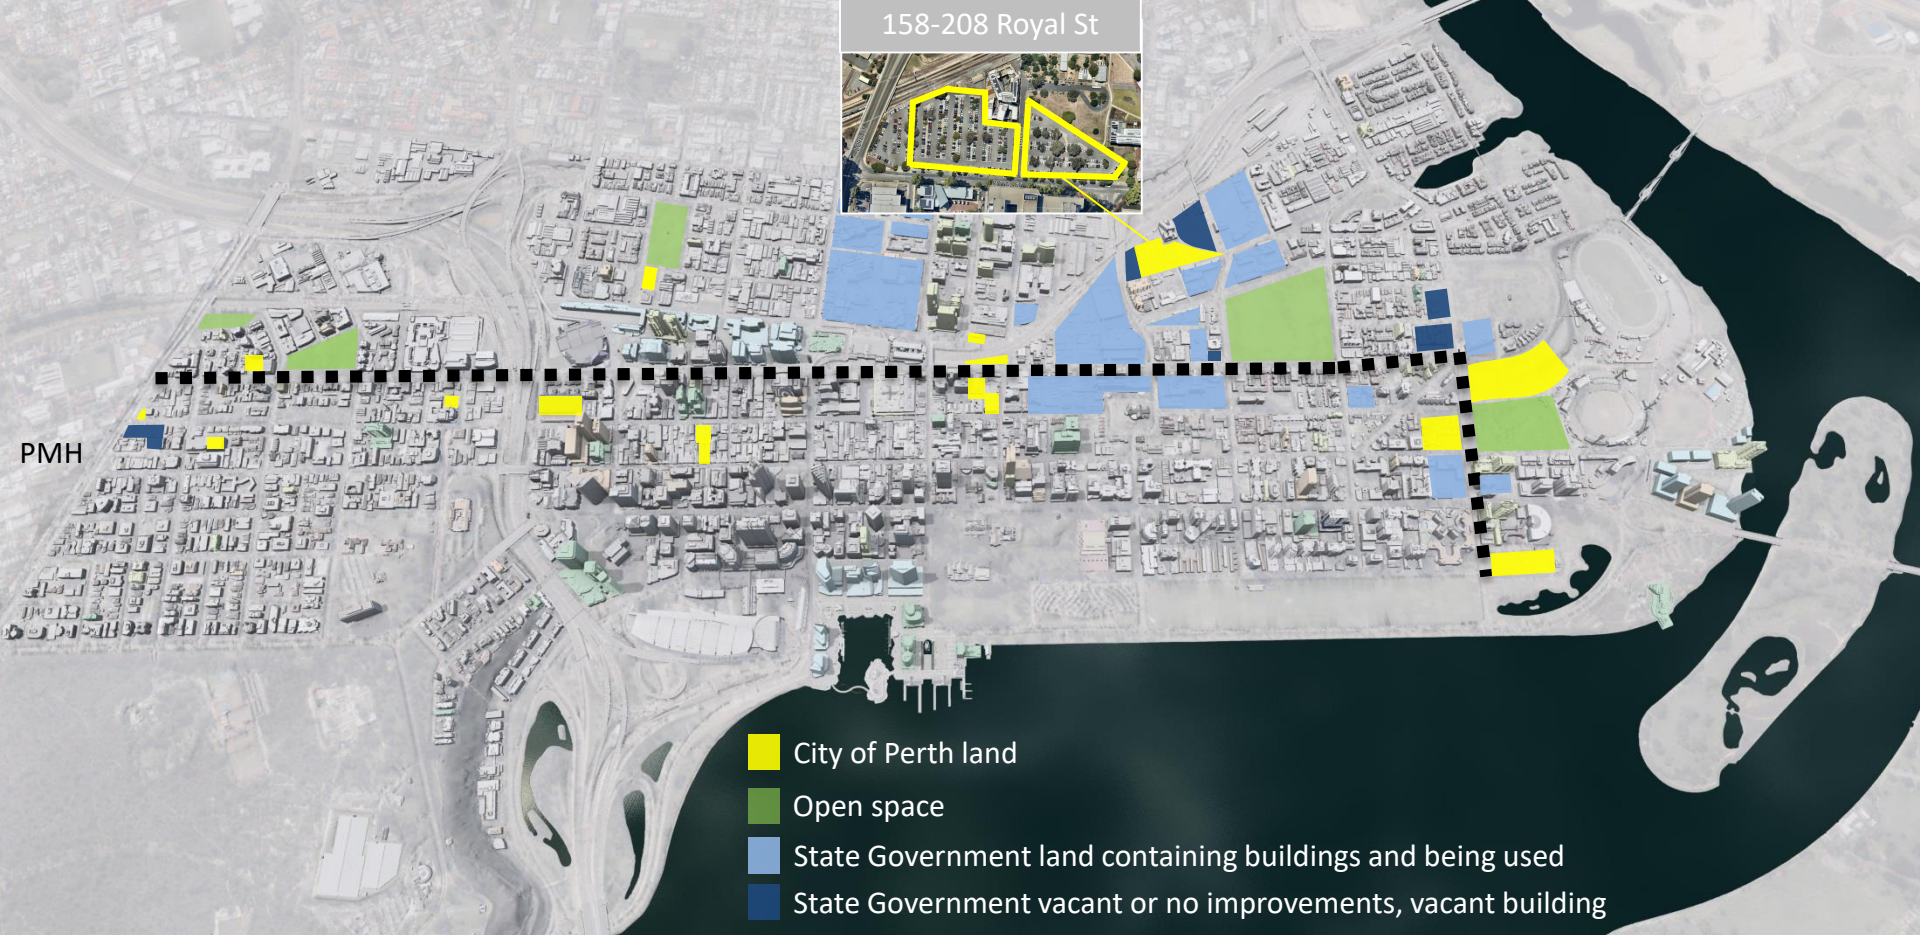 158-208 Royal St
PMH
City of Perth land
Open space
State Government land containing buildings and being used
State Government vacant or no improvements, vacant building